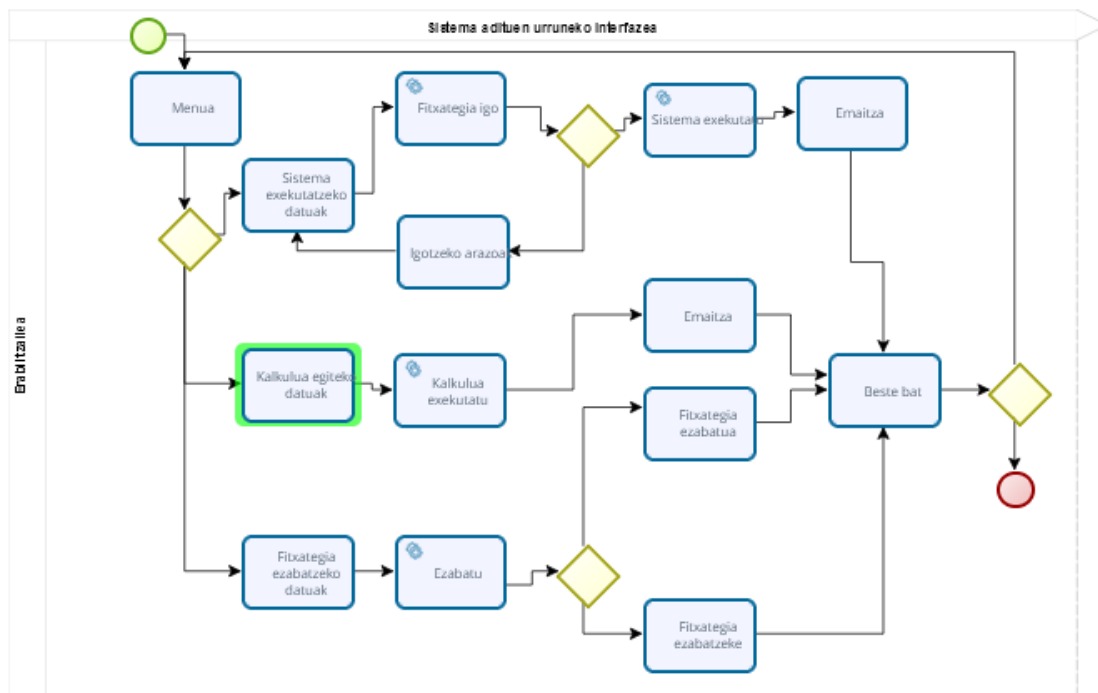 Sistema adituen urruneko interfazea
Erabiltzailea
Menua
Fitxategia igo
Sistema exekutatu
Emaitza
Sistema
exekutatzeko
datuak
Igotzeko arazoa
Emaitza
Kalkulua egiteko
datuak
Kalkulua
exekutatu
Beste bat
Fitxategia
ezabatua
Fitxategia
ezabatzeko
datuak
Ezabatu
Fitxategia
ezabatzeke